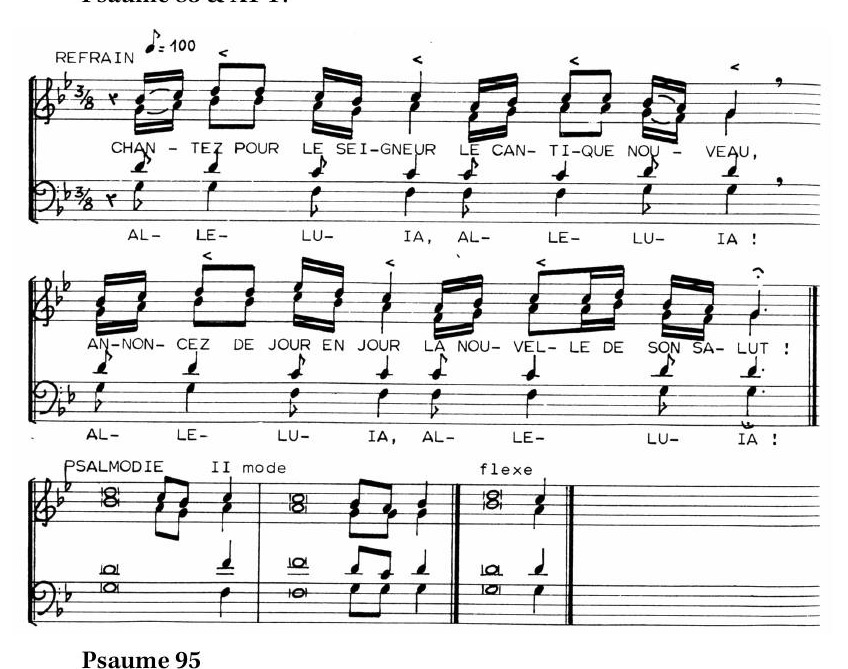 REFRAIN ♪= 100
CHAN - TEZ POUR LE SEI-GNEUR LE CAN- TI-QUE NOU - VEAU,
AL- LE- LU- IA, AL- LE- LU- IA !
AN-NON- CEZ DE JOUR EN JOUR LA NOU- VEL- LE DE SON SA- LUT !
AL- LE- LU- IA, AL- LE- LU- IA !
PSALMODIE II mode flexe
Psaume 95